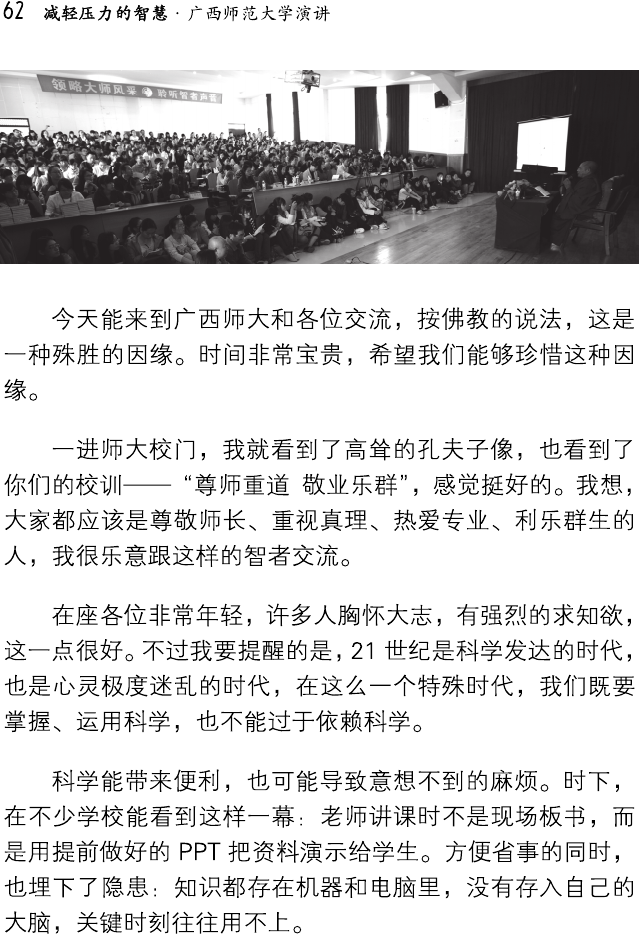 62 减轻压力的智慧·广西师范大学演讲
领略大师风采 聆听智者声音
今天能来到广西师大和各位交流，按佛教的说法，这是
一种殊胜的因缘。时间非常宝贵，希望我们能够珍惜这种因
缘。
一进师大校门，我就看到了高耸的孔夫子像，也看到了
你们的校训——“尊师重道 敬业乐群”，感觉挺好的。我想，
大家都应该是尊敬师长、重视真理、热爱专业、利乐群生的
人，我很乐意跟这样的智者交流。
在座各位非常年轻，许多人胸怀大志，有强烈的求知欲，
这一点很好。不过我要提醒的是，21 世纪是科学发达的时代，
也是心灵极度迷乱的时代，在这么一个特殊时代，我们既要
掌握、运用科学，也不能过于依赖科学。
科学能带来便利，也可能导致意想不到的麻烦。时下，
在不少学校能看到这样一幕：老师讲课时不是现场板书，而
是用提前做好的 PPT 把资料演示给学生。方便省事的同时，
也埋下了隐患：知识都存在机器和电脑里，没有存入自己的
大脑，关键时刻往往用不上。